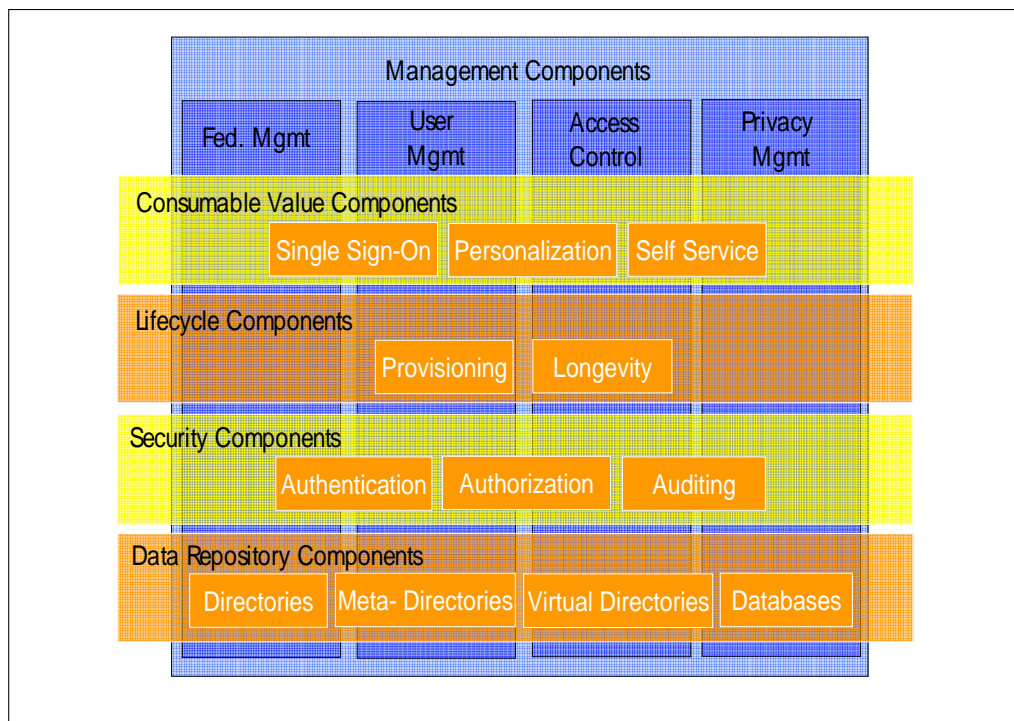 Management Components
Fed. Mgmt
User
Mgmt
Access
Control
Privacy
Mgmt
Consumable Value Components
Single Sign-On
Personalization
Self Service
Lifecycle Components
Provisioning
Longevity
Security Components
Authentication
Authorization
Auditing
Data Repository Components
Directories
Meta- Directories
Virtual Directories
Databases